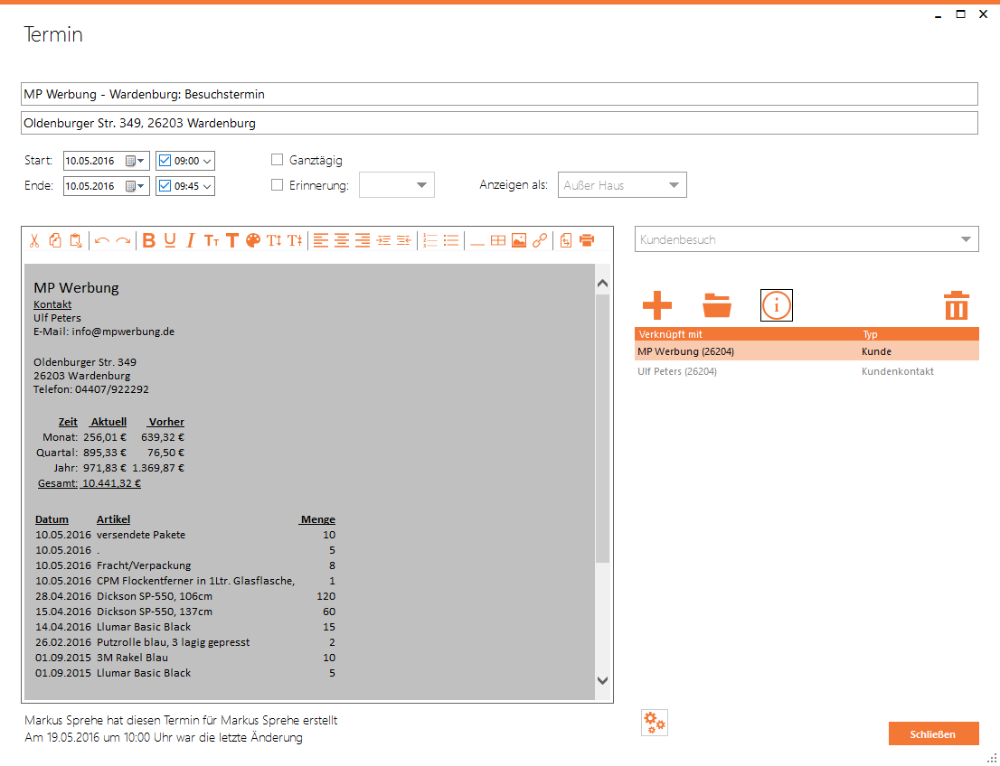 Termin
MP Werbung - Wardenburg: Besuchstermin
Oldenburger Str. 349, 26203 Wardenburg
Start: 10.05.2016 09:00 Ganztägig
Ende: 10.05.2016 09:45 Erinnerung: Anzeigen als: Außer Haus
B U I TT T T T
Kundenbesuch
MP Werbung
Kontakt
Ulf Peters
E-Mail: info@mpwerbung.de
Oldenburger Str. 349
26203 Wardenburg
Telefon: 04407/922292
Zeit Aktuell Vorher
Monat: 256,01 € 639,32 €
Quartal: 895,33 € 76,50 €
Jahr: 971,83 € 1.369,87 €
Gesamt: 10.441,32 €
Datum Artikel Menge
10.05.2016 versendete Pakete 10
10.05.2016 . 5
10.05.2016 Fracht/Verpackung 8
10.05.2016 CPM Flockentferner in 1Ltr. Glasflasche, 1
28.04.2016 Dickson SP-550, 106cm 120
15.04.2016 Dickson SP-550, 137cm 60
14.04.2016 Llumar Basic Black 15
26.02.2016 Putzrolle blau, 3 lagig gepresst 2
01.09.2015 3M Rakel Blau 10
01.09.2015 Llumar Basic Black 5
i
Verknüpft mit Typ
MP Werbung (26204) Kunde
Ulf Peters (26204) Kundenkontakt
Markus Sprehe hat diesen Termin für Markus Sprehe erstellt
Am 19.05.2016 um 10:00 Uhr war die letzte Änderung
Schließen